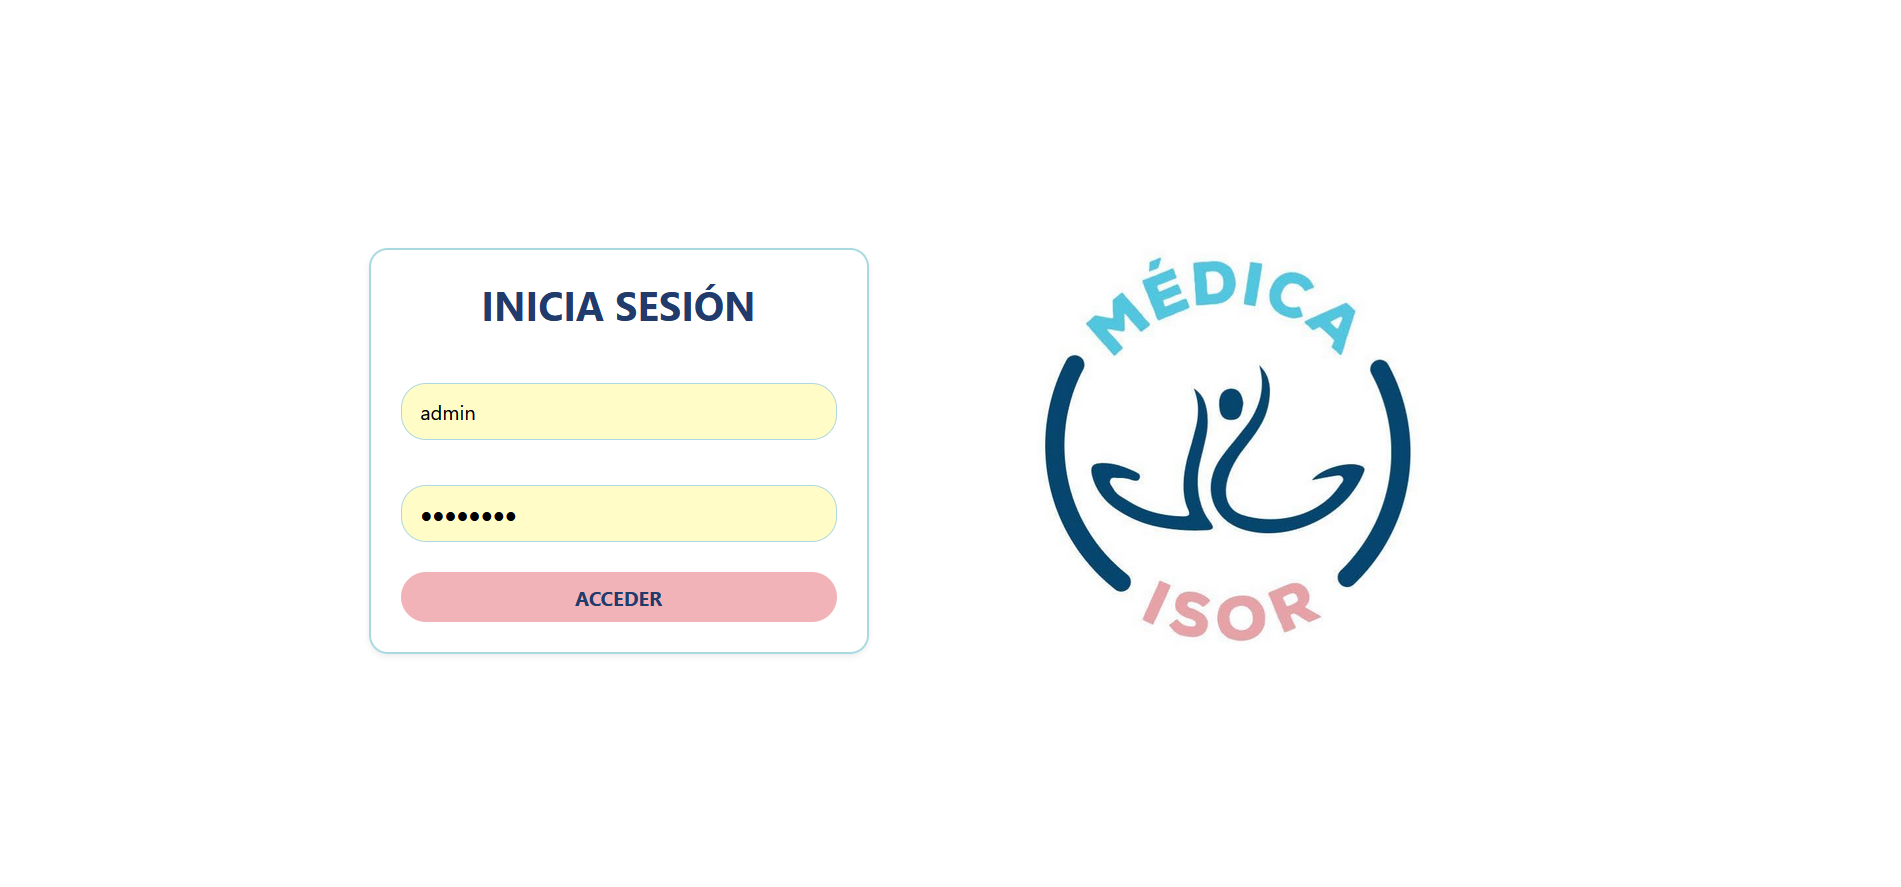 INICIA SESIÓN
admin
••••••••
ACCEDER
MÉDICA
ISOR